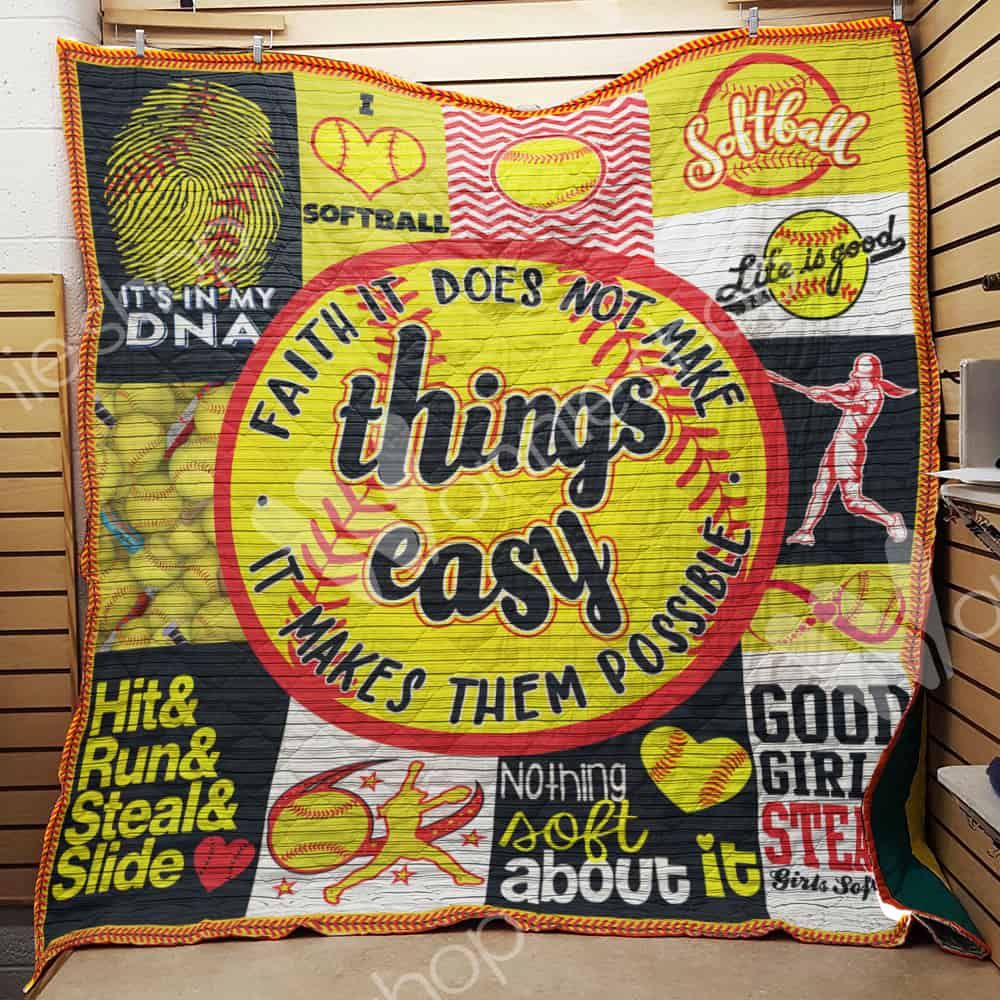 I
SOFTBALL
Softball
IT'S IN MY
DNA
Life is good
FAITH IT DOES NOT MAKE
things
easy
IT MAKES THEM POSSIBLE
Hit&
Run&
Steal&
Slide
Nothing
soft
about it
GOOD
GIRL
STEA
Girls Sof